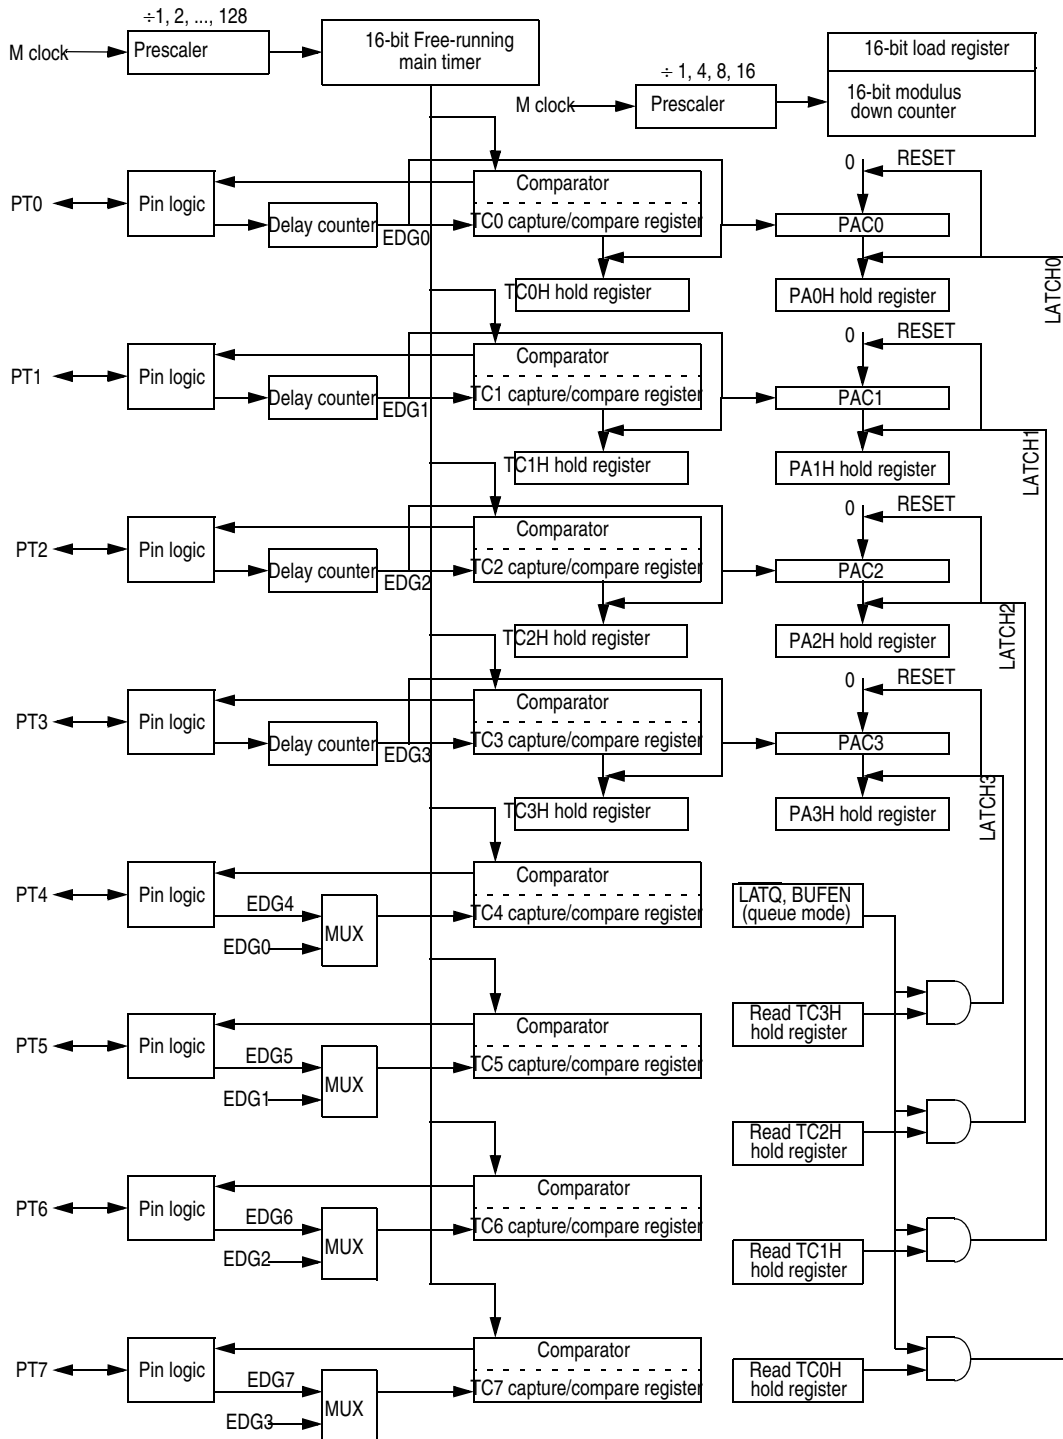 ÷1, 2, ..., 128
M clock
Prescaler
16-bit Free-running
main timer
÷ 1, 4, 8, 16
M clock
Prescaler
16-bit load register
16-bit modulus
down counter
PT0
Pin logic
Delay counter
EDG0
Comparator
TC0 capture/compare register
TC0H hold register
0
RESET
PAC0
PA0H hold register
LATCH0
PT1
Pin logic
Delay counter
EDG1
Comparator
TC1 capture/compare register
TC1H hold register
0
RESET
PAC1
PA1H hold register
LATCH1
PT2
Pin logic
Delay counter
EDG2
Comparator
TC2 capture/compare register
TC2H hold register
0
RESET
PAC2
PA2H hold register
LATCH2
PT3
Pin logic
Delay counter
EDG3
Comparator
TC3 capture/compare register
TC3H hold register
0
RESET
PAC3
PA3H hold register
LATCH3
PT4
Pin logic
EDG4
EDG0
MUX
Comparator
TC4 capture/compare register
LATQ, BUFEN
(queue mode)
PT5
Pin logic
EDG5
EDG1
MUX
Comparator
TC5 capture/compare register
Read TC3H
hold register
PT6
Pin logic
EDG6
EDG2
MUX
Comparator
TC6 capture/compare register
Read TC2H
hold register
Read TC1H
hold register
PT7
Pin logic
EDG7
EDG3
MUX
Comparator
TC7 capture/compare register
Read TC0H
hold register